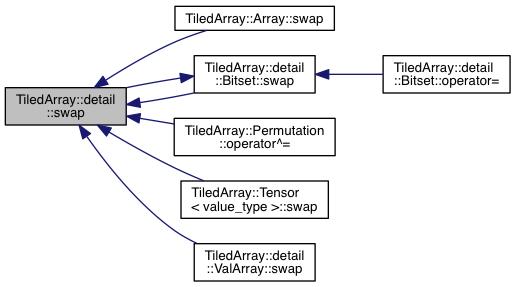 TiledArray::Array::swap
TiledArray::detail
::Bitset::swap
TiledArray::detail
::Bitset::operator=
TiledArray::detail
::swap
TiledArray::Permutation
::operator^=
TiledArray::Tensor
< value_type >::swap
TiledArray::detail
::ValArray::swap